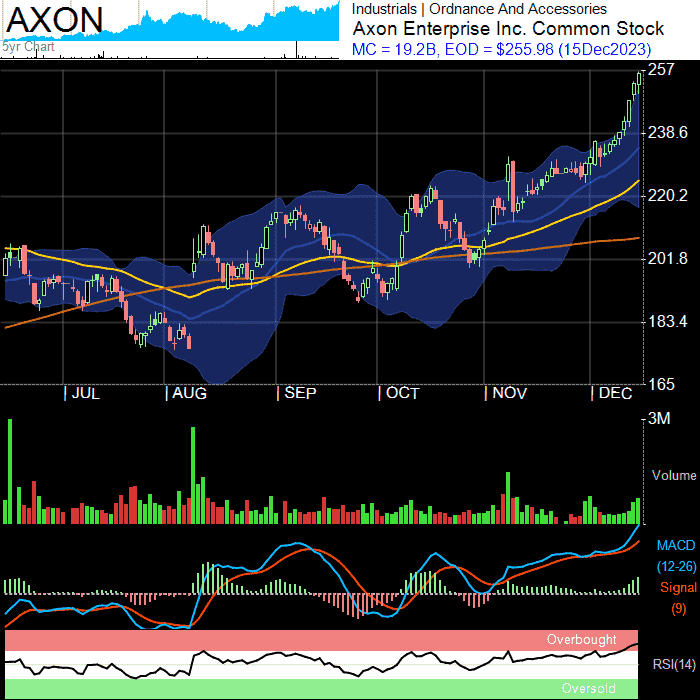 AXON
5yr Chart
Industrials | Ordnance And Accessories
Axon Enterprise Inc. Common Stock
MC = 19.2B, EOD = $255.98 (15Dec2023)
257
238.6
220.2
201.8
183.4
165
| JUL | AUG | SEP | OCT | NOV | DEC
3M
Volume
MACD
(12-26)
Signal
(9)
Overbought
RSI(14)
Oversold